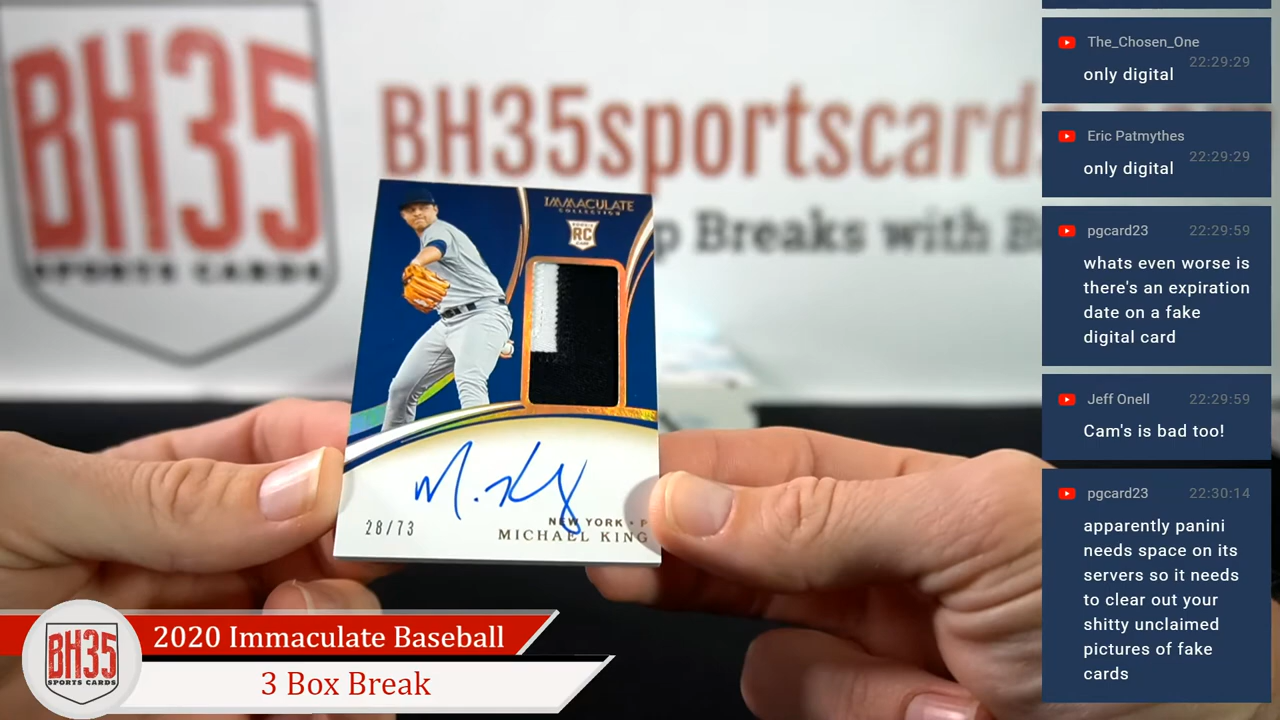 BH35
SPORTS CARDS
BH35sportscards
p Breaks with
IMMACULATE
COLLECTION
RC
M. King
28/73
NEW YORK • P
MICHAEL KING
BH35
SPORTS CARDS
2020 Immaculate Baseball
3 Box Break
The_Chosen_One
22:29:29
only digital
Eric Patmythes
22:29:29
only digital
pgcard23 22:29:59
whats even worse is
there's an expiration
date on a fake
digital card
Jeff Onell 22:29:59
Cam's is bad too!
pgcard23 22:30:14
apparently panini
needs space on its
servers so it needs
to clear out your
shitty unclaimed
pictures of fake
cards